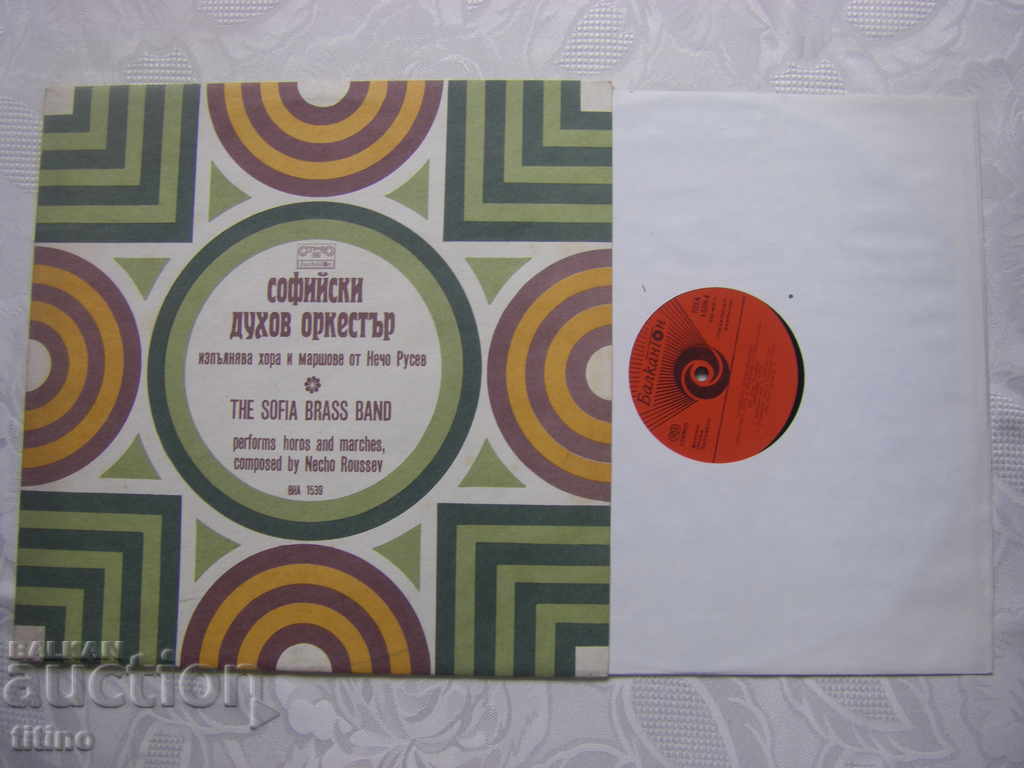 СОФИЙСКИ
ДУХОВ ОРКЕСТЪР
изпълнява хора и маршове от Нечо Русев
THE SOFIA BRASS BAND
performs horos and marches,
composed by Necho Roussev
ВНА 1539
Балкантон
BALKAN
auction
titino